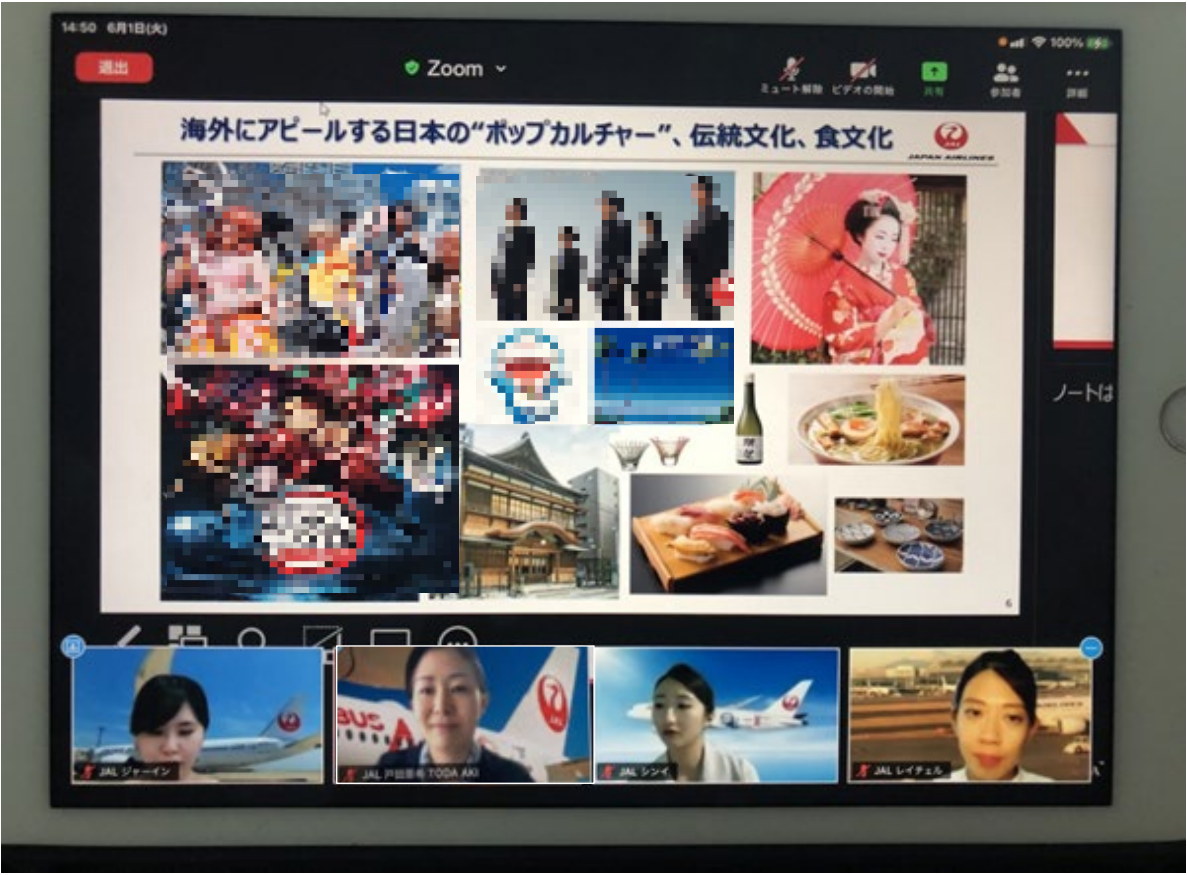 14:50 6月1日(火)
100%
退出
Zoom
ミュート解除
ビデオの開始
共有
参加者
詳細
海外にアピールする日本の“ポップカルチャー”、伝統文化、食文化
JAL
JAPAN AIRLINES
ノートは
6
BUS
JAL ジャーイン
JAL 戸田亜希 TODA AKI
JAL シンイ
JAL レイチェル